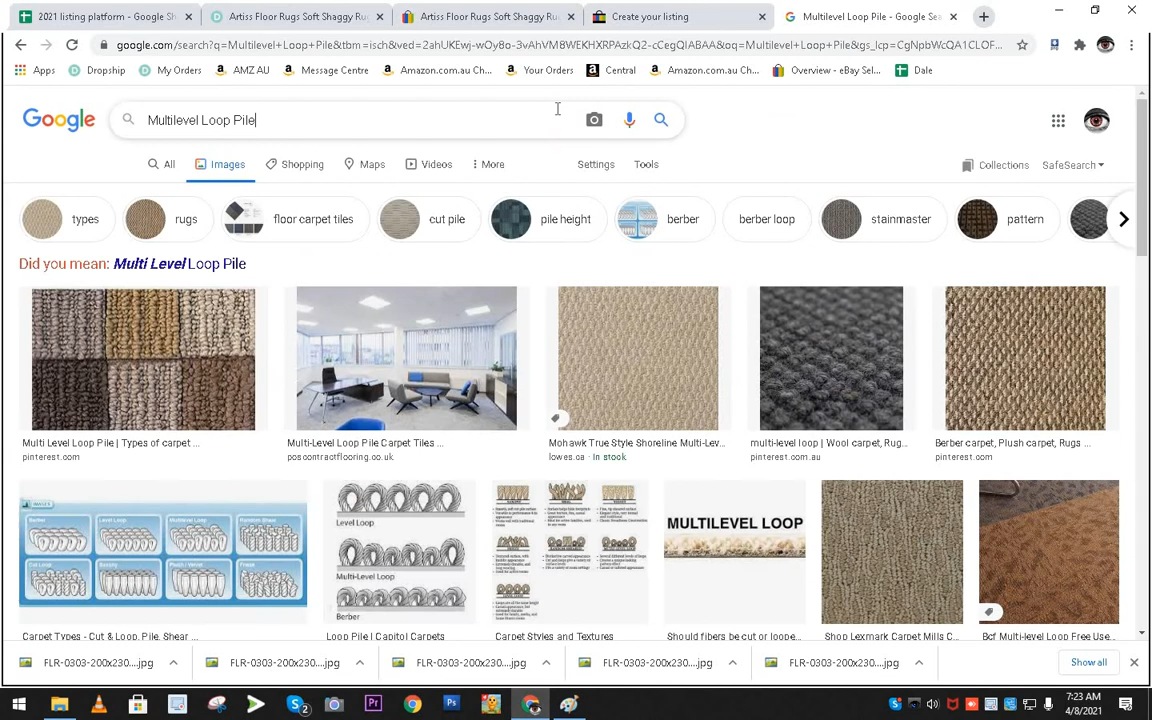 2021 listing platform - Google Sh
Artiss Floor Rugs Soft Shaggy Ru
Artiss Floor Rugs Soft Shaggy Ru
Create your listing
Multilevel Loop Pile - Google Sea
google.com/search?q=Multilevel+Loop+Pile&tbm=isch&ved=2ahUKEwj-wOy8o-3vAhVM8WEKHXRPAzkQ2-cCegQIABAA&oq=Multilevel+Loop+Pile&gs_lcp=CgNpbWcQA1CLOF...
Apps
Dropship
My Orders
AMZ AU
Message Centre
Amazon.com.au Ch...
Your Orders
Central
Amazon.com.au Ch...
Overview - eBay Sel...
Dale
Google
Multilevel Loop Pile
All
Images
Shopping
Maps
Videos
More
Settings
Tools
Collections
SafeSearch
types
rugs
floor carpet tiles
cut pile
pile height
berber
berber loop
stainmaster
pattern
Did you mean: Multi Level Loop Pile
Multi Level Loop Pile | Types of carpet ...
pinterest.com
Multi-Level Loop Pile Carpet Tiles ...
poscontractflooring.co.uk
Mohawk True Style Shoreline Multi-Lev...
lowes.ca · In stock
multi-level loop | Wool carpet, Rug...
pinterest.com.au
Berber carpet, Plush carpet, Rugs ...
pinterest.com
Berber
Level Loop
Multilevel Loop
Random Shear
Level Loop
Multi-Level Loop
Berber
MULTILEVEL LOOP
Carpet Types - Cut & Loop, Pile, Shear ...
Loop Pile | Capitol Carpets
Carpet Styles and Textures
Should fibers be cut or loope...
Shop Lexmark Carpet Mills C...
Bcf Multi-level Loop Free Use...
FLR-0303-200x230....jpg
FLR-0303-200x230....jpg
FLR-0303-200x230....jpg
FLR-0303-200x230....jpg
FLR-0303-200x230....jpg
Show all
7:23 AM
4/8/2021